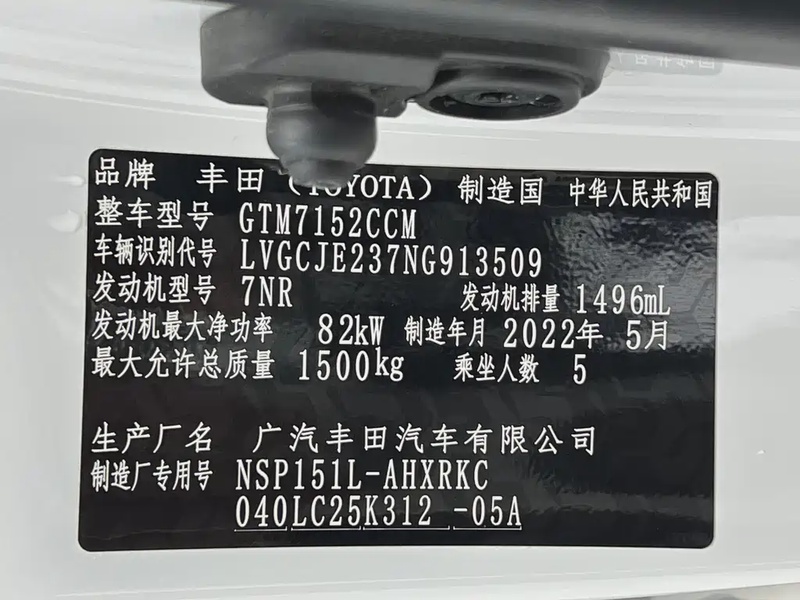 品牌 丰田（TOYOTA） 制造国 中华人民共和国
整车型号 GTM7152CCM
车辆识别代号 LVGCJE237NG913509
发动机型号 7NR 发动机排量 1496mL
发动机最大净功率 82kW 制造年月 2022年 5月
最大允许总质量 1500kg 乘坐人数 5
生产厂名 广汽丰田汽车有限公司
制造厂专用号 NSP151L-AHXRKC
040LC25K312 -05A